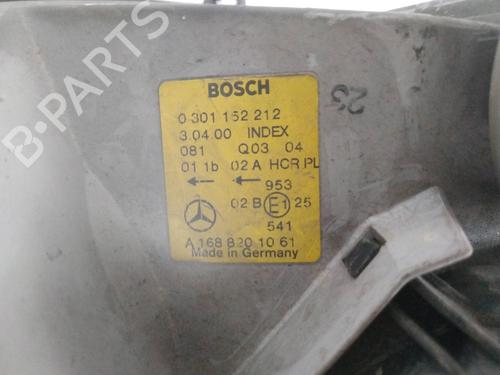 B-PARTS
BOSCH
0 301 152 212
3.04.00 INDEX
081 Q03 04
01 1b 02 A HCR PL
953
02 B E1 25
541
A 168 820 10 61
Made in Germany